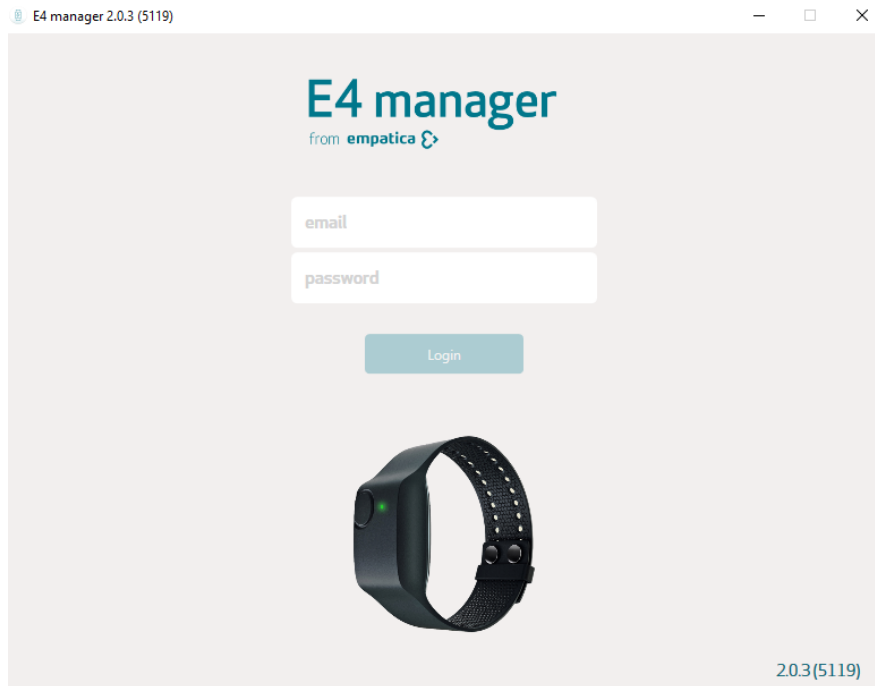 E4 manager 2.0.3 (5119)
E4 manager
from empatica
email
password
Login
2.0.3 (5119)